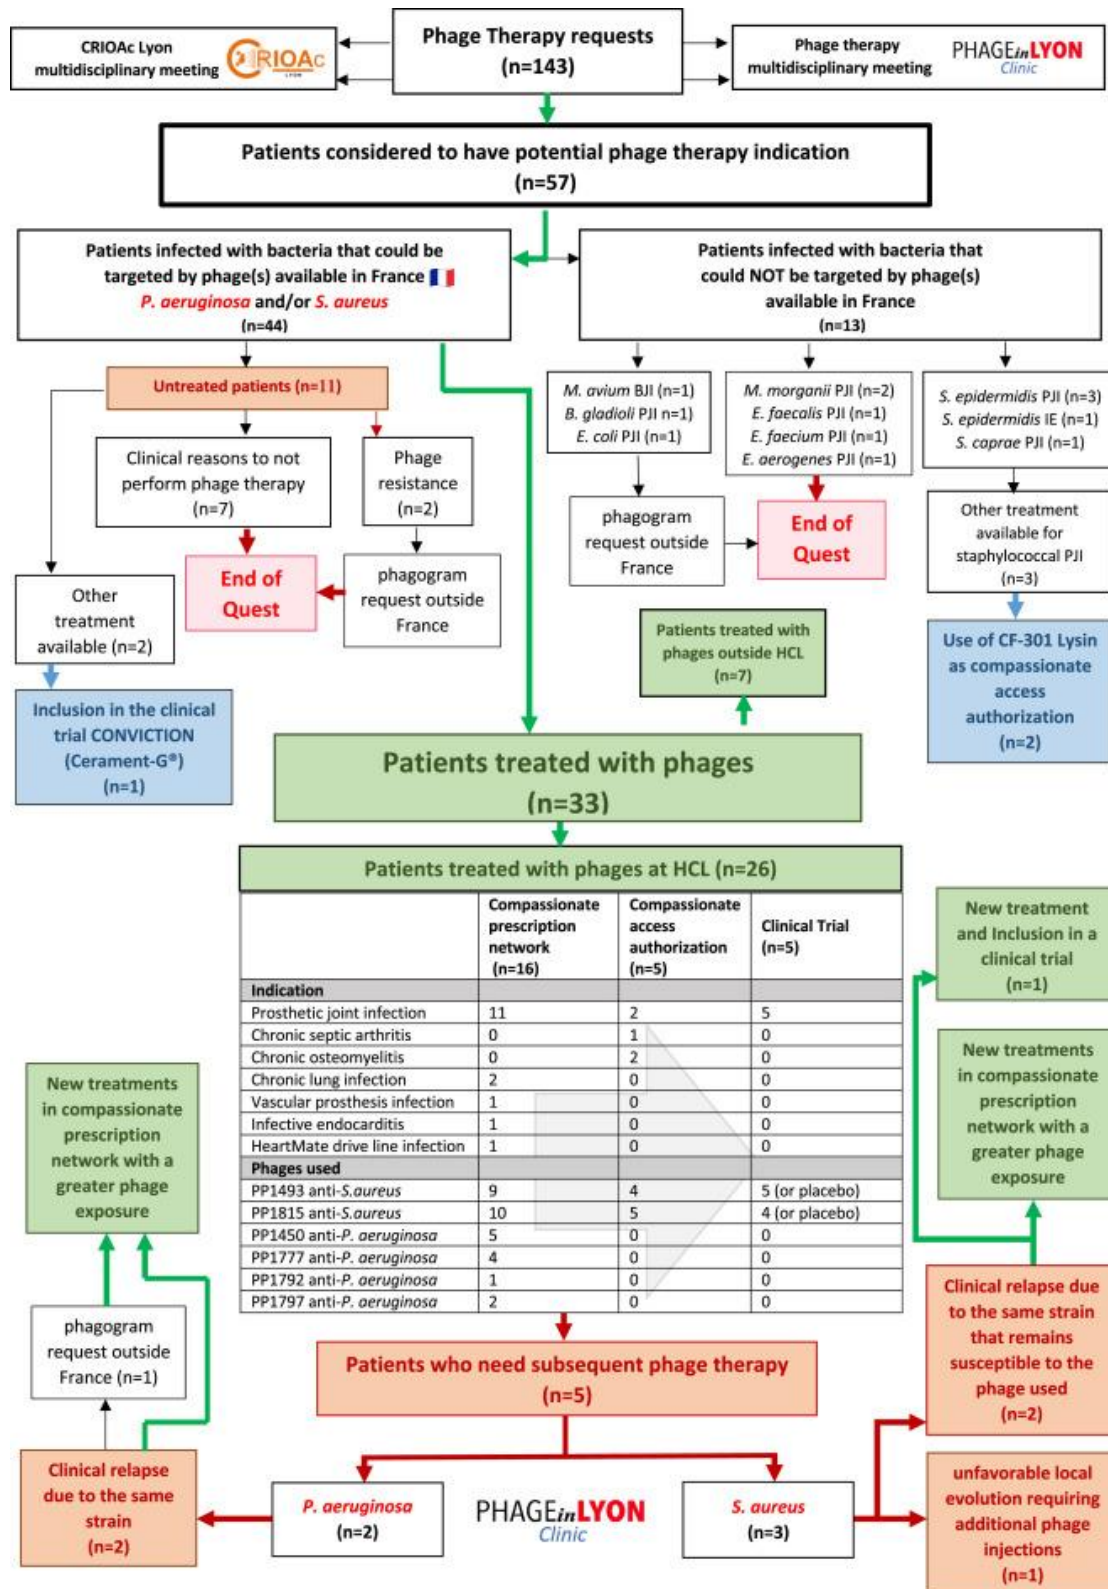 CRIOAc Lyon
multidisciplinary meeting
CRIOAc
LYON
Phage Therapy requests
(n=143)
Phage therapy
multidisciplinary meeting
PHAGEinLYON
Clinic
Patients considered to have potential phage therapy indication
(n=57)
Patients infected with bacteria that could be
targeted by phage(s) available in France
P. aeruginosa and/or S. aureus
(n=44)
Patients infected with bacteria that
could NOT be targeted by phage(s)
available in France
(n=13)
Untreated patients (n=11)
M. avium BJI (n=1)
B. gladioli PJI n=1)
E. coli PJI (n=1)
M. morganii PJI (n=2)
E. faecalis PJI (n=1)
E. faecium PJI (n=1)
E. aerogenes PJI (n=1)
S. epidermidis PJI (n=3)
S. epidermidis IE (n=1)
S. caprae PJI (n=1)
Clinical reasons to not
perform phage therapy
(n=7)
Phage
resistance
(n=2)
phagogram
request outside
France
End of
Quest
Other treatment
available for
staphylococcal PJI
(n=3)
End of
Quest
phagogram
request outside
France
Other
treatment
available (n=2)
Patients treated with
phages outside HCL
(n=7)
Use of CF-301 Lysin
as compassionate
access
authorization
(n=2)
Inclusion in the clinical
trial CONVICTION
(Cerament-G®)
(n=1)
Patients treated with phages
(n=33)
Patients treated with phages at HCL (n=26)
Compassionate
prescription
network
(n=16)
Compassionate
access
authorization
(n=5)
Clinical Trial
(n=5)
Indication
Prosthetic joint infection 11 2 5
Chronic septic arthritis 0 1 0
Chronic osteomyelitis 0 2 0
Chronic lung infection 2 0 0
Vascular prosthesis infection 1 0 0
Infective endocarditis 1 0 0
HeartMate drive line infection 1 0 0
Phages used
PP1493 anti-S.aureus 9 4 5 (or placebo)
PP1815 anti-S.aureus 10 5 4 (or placebo)
PP1450 anti-P. aeruginosa 5 0 0
PP1777 anti-P. aeruginosa 4 0 0
PP1792 anti-P. aeruginosa 1 0 0
PP1797 anti-P. aeruginosa 2 0 0
New treatment
and Inclusion in a
clinical trial
(n=1)
New treatments
in compassionate
prescription
network with a
greater phage
exposure
New treatments
in compassionate
prescription
network with a
greater phage
exposure
phagogram
request outside
France (n=1)
Patients who need subsequent phage therapy
(n=5)
Clinical relapse due
to the same strain
that remains
susceptible to the
phage used
(n=2)
Clinical relapse
due to the same
strain
(n=2)
P. aeruginosa
(n=2)
PHAGEinLYON
Clinic
S. aureus
(n=3)
unfavorable local
evolution requiring
additional phage
injections
(n=1)